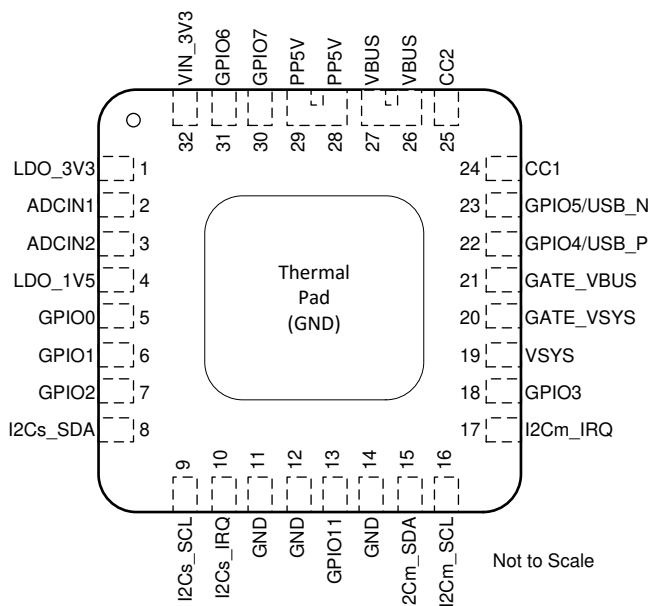 VIN_3V3
GPIO6
GPIO7
PP5V
PP5V
VBUS
VBUS
CC2
32
31
30
29
28
27
26
25
LDO_3V3 1
ADCIN1 2
ADCIN2 3
LDO_1V5 4
GPIO0 5
GPIO1 6
GPIO2 7
I2Cs_SDA 8
Thermal
Pad
(GND)
24 CC1
23 GPIO5/USB_N
22 GPIO4/USB_P
21 GATE_VBUS
20 GATE_VSYS
19 VSYS
18 GPIO3
17 I2Cm_IRQ
9
10
11
12
13
14
15
16
I2Cs_SCL
I2Cs_IRQ
GND
GND
GPIO11
GND
2Cm_SDA
I2Cm_SCL
Not to Scale